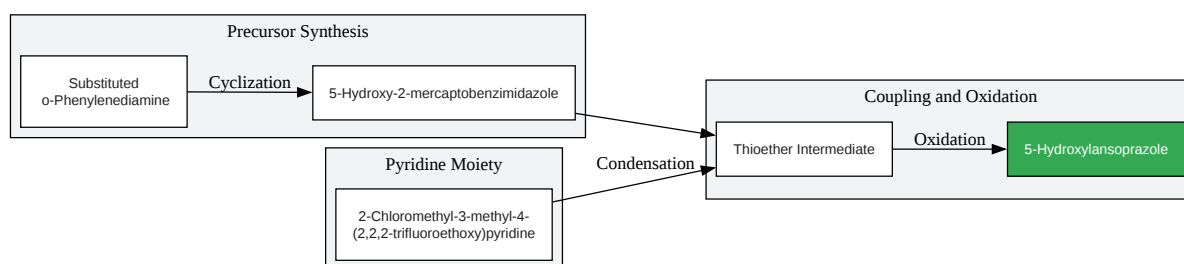 Precursor Synthesis
Substituted
o-Phenylenediamine
Cyclization
5-Hydroxy-2-mercaptobenzimidazole
Pyridine Moiety
2-Chloromethyl-3-methyl-4-
(2,2,2-trifluoroethoxy)pyridine
Condensation
Coupling and Oxidation
Thioether Intermediate
Oxidation
5-Hydroxylansoprazole